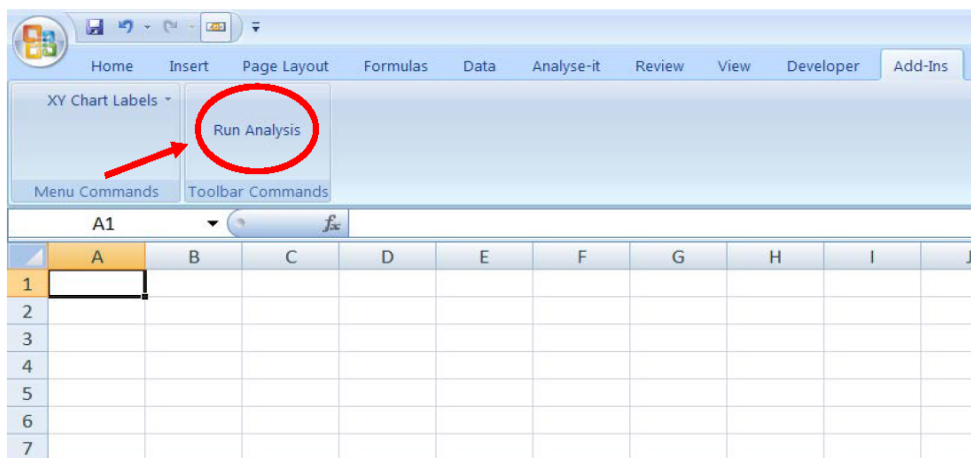 Home Insert Page Layout Formulas Data Analyse-it Review View Developer Add-Ins
XY Chart Labels
Run Analysis
Menu Commands Toolbar Commands
A1 fx
A B C D E F G H I J
1
2
3
4
5
6
7